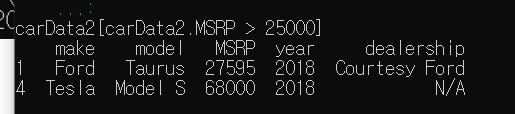 carData2[carData2.MSRP > 25000]
make model MSRP year dealership
1 Ford Taurus 27595 2018 Courtesy Ford
4 Tesla Model S 68000 2018 N/A